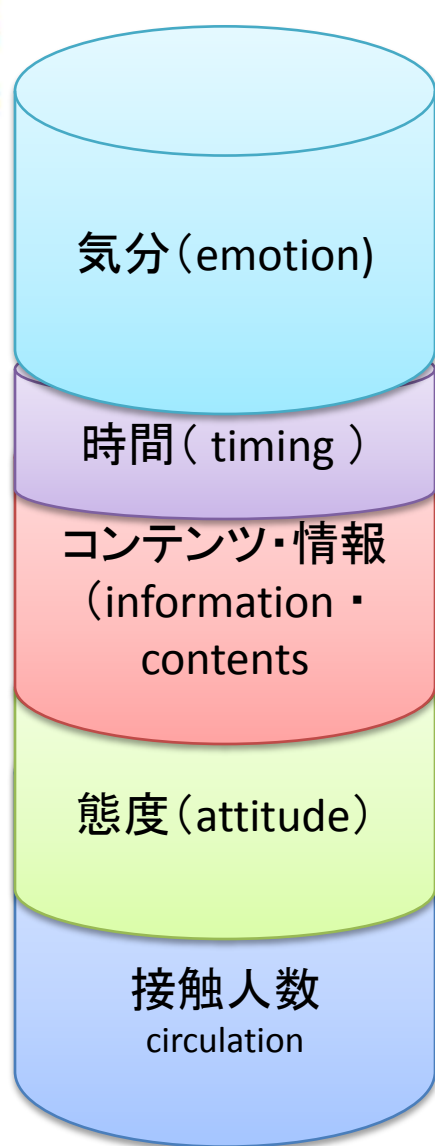 気分（emotion)
時間（ timing ）
コンテンツ・情報
（information ・
contents
態度（attitude）
接触人数
circulation